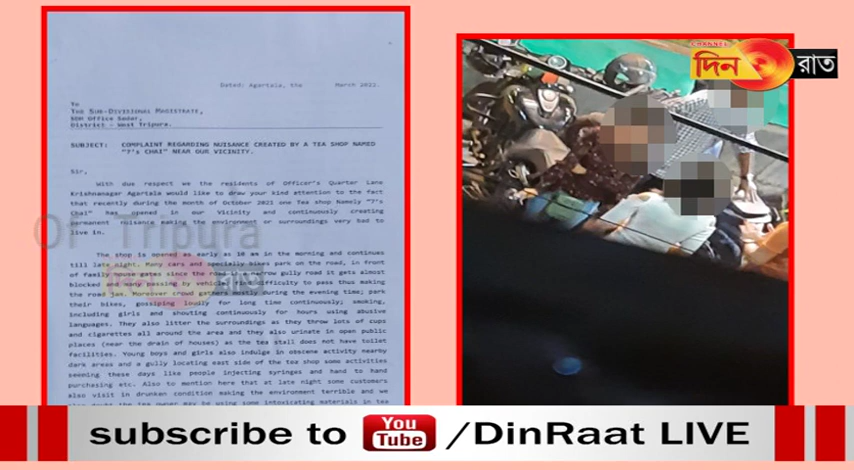 CHANNEL
দিন রাত
Dated: Agartala, the March 2022.
To
THE SUB-DIVISIONAL MAGISTRATE,
SDM Office Sadar,
District - West Tripura.
SUBJECT: COMPLAINT REGARDING NUISANCE CREATED BY A TEA SHOP NAMED
"7's CHAI" NEAR OUR VICINITY.
Sir,
With due respect we the residents of Officer's Quarter Lane
Krishnanagar Agartala would like to draw your kind attention to the fact
that recently during the month of October 2021 one Tea shop Namely "7's
Chai" has opened in our Vicinity and continuously creating
permanent nuisance making the environment or surroundings very bad to
live in.
Of Tripura
The shop is opened as early as 10 am in the morning and continues
till late night. Many cars and specially bikes park on the road, in front
of family house gates since the road narrow gully road it gets almost
blocked and many passing by difficulty to pass thus making
the road jam. Moreover crowd gathers mostly during the evening time; park
their bikes, gossiping loudly for long time continuously; smoking,
including girls and shouting continuously for hours using abusive
languages. They also litter the surroundings as they throw lots of cups
and cigarettes all around the area and they also urinate in open public
places (near the drain of houses) as the tea stall does not have toilet
facilities. Young boys and girls also indulge in obscene activity nearby
dark areas and a gully locating east side of the tea shop some activities
seeming these days like people injecting syringes and hand to hand
purchasing etc. Also to mention here that at late night some customers
also visit in drunken condition making the environment terrible and we
the tea owner may be using some intoxicating materials in tea
subscribe to You Tube /DinRaat LIVE